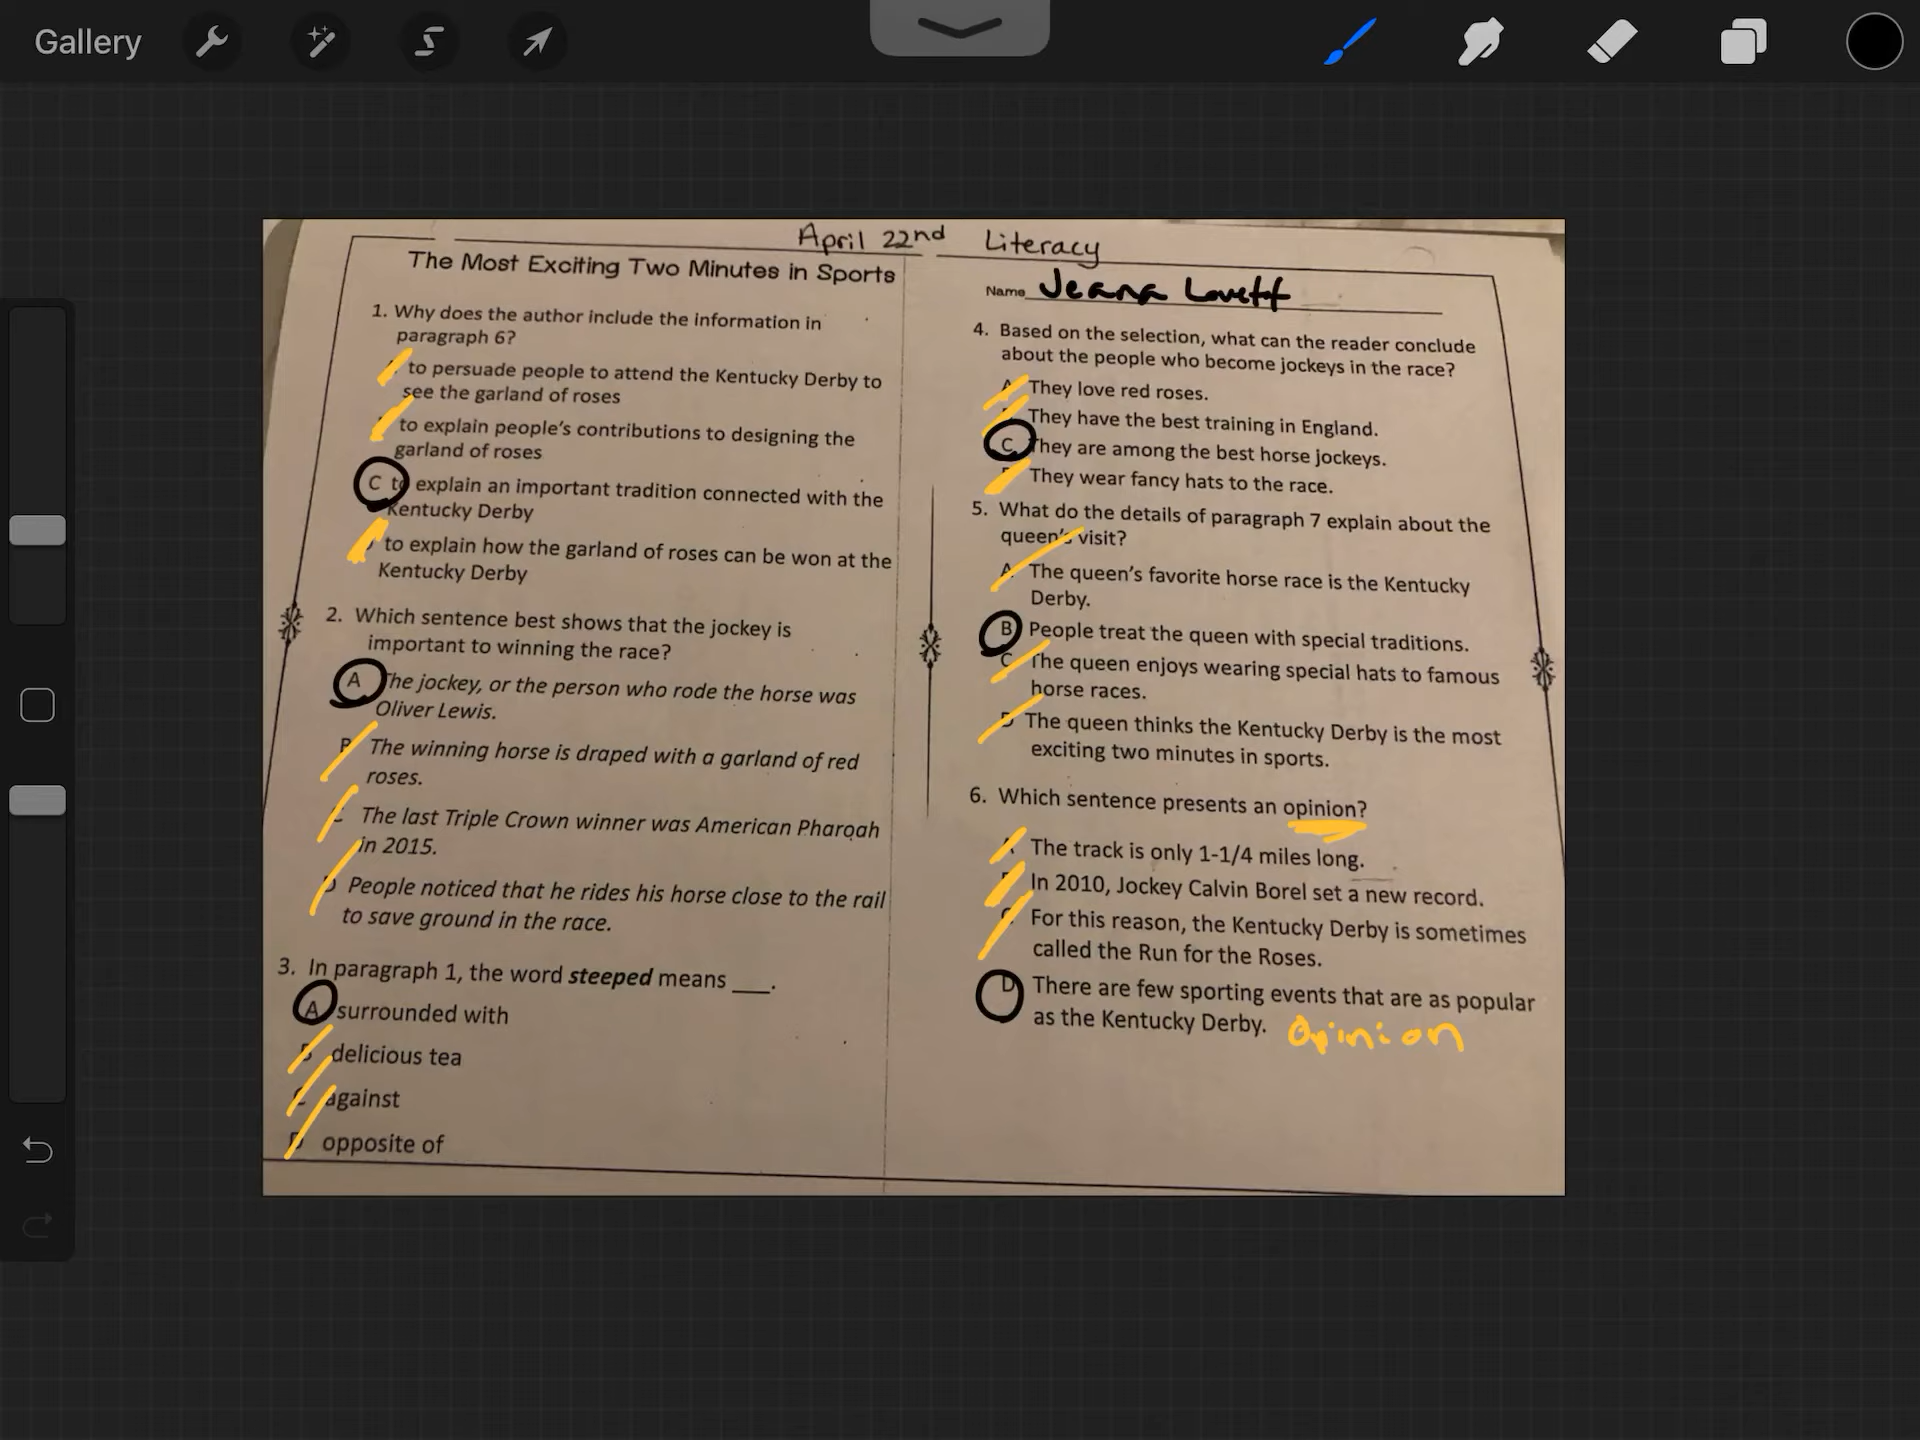 Gallery
April 22nd Literacy
The Most Exciting Two Minutes in Sports
1. Why does the author include the information in
paragraph 6?
to persuade people to attend the Kentucky Derby to
see the garland of roses
to explain people's contributions to designing the
garland of roses
C to explain an important tradition connected with the
Kentucky Derby
to explain how the garland of roses can be won at the
Kentucky Derby
2. Which sentence best shows that the jockey is
important to winning the race?
A The jockey, or the person who rode the horse was
Oliver Lewis.
B The winning horse is draped with a garland of red
roses.
C The last Triple Crown winner was American Pharoah
in 2015.
D People noticed that he rides his horse close to the rail
to save ground in the race.
3. In paragraph 1, the word steeped means ___.
A surrounded with
B delicious tea
C against
D opposite of
Name Jeana Lovett
4. Based on the selection, what can the reader conclude
about the people who become jockeys in the race?
A They love red roses.
They have the best training in England.
C They are among the best horse jockeys.
They wear fancy hats to the race.
5. What do the details of paragraph 7 explain about the
queen's visit?
A The queen's favorite horse race is the Kentucky
Derby.
B People treat the queen with special traditions.
C The queen enjoys wearing special hats to famous
horse races.
D The queen thinks the Kentucky Derby is the most
exciting two minutes in sports.
6. Which sentence presents an opinion?
A The track is only 1-1/4 miles long.
In 2010, Jockey Calvin Borel set a new record.
C For this reason, the Kentucky Derby is sometimes
called the Run for the Roses.
D There are few sporting events that are as popular
as the Kentucky Derby. Opinion